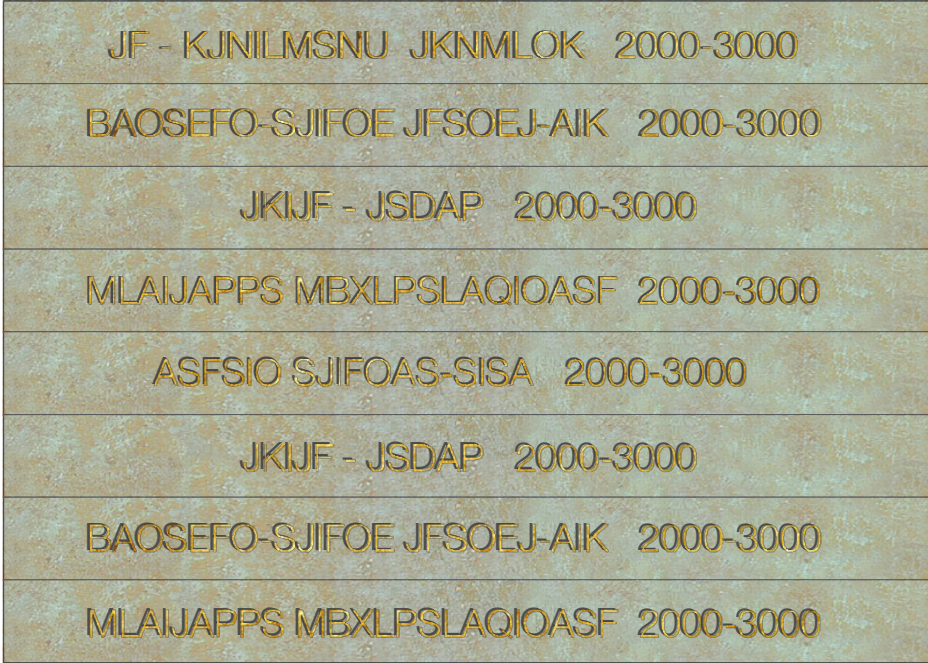 JF - KJNILMSNU JKNMLOK 2000-3000
BAOSEFO-SJIFOE JFSOEJ-AIK 2000-3000
JKIJF - JSDAP 2000-3000
MLAIJAPPS MBXLPSLAQIOASF 2000-3000
ASFSIO SJIFOAS-SISA 2000-3000
JKIJF - JSDAP 2000-3000
BAOSEFO-SJIFOE JFSOEJ-AIK 2000-3000
MLAIJAPPS MBXLPSLAQIOASF 2000-3000